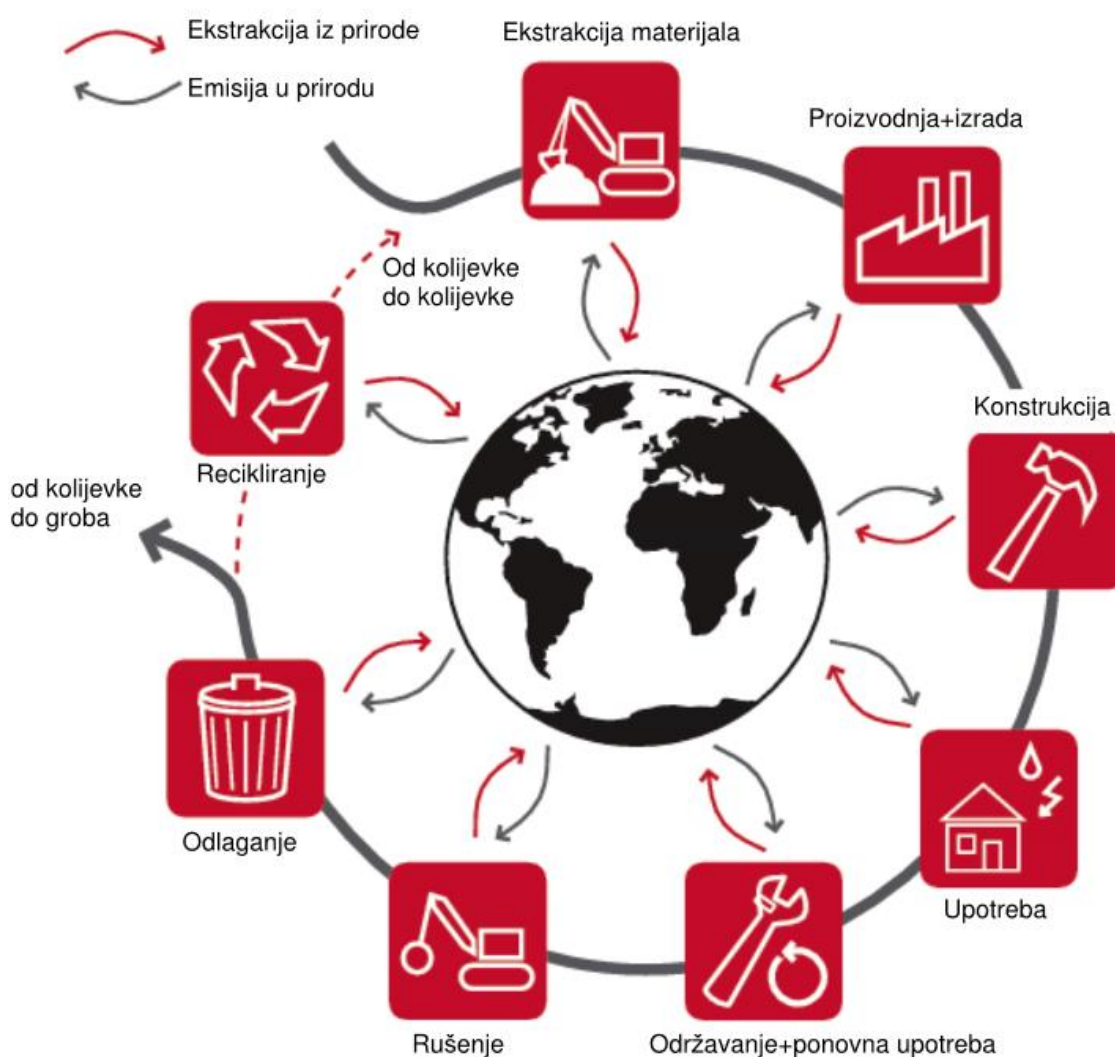 Ekstrakcija iz prirode
Emisija u prirodu
Ekstrakcija materijala
Proizvodnja+izrada
Od kolijevke
do kolijevke
Konstrukcija
Recikliranje
od kolijevke
do groba
Odlaganje
Upotreba
Rušenje
Održavanje+ponovna upotreba